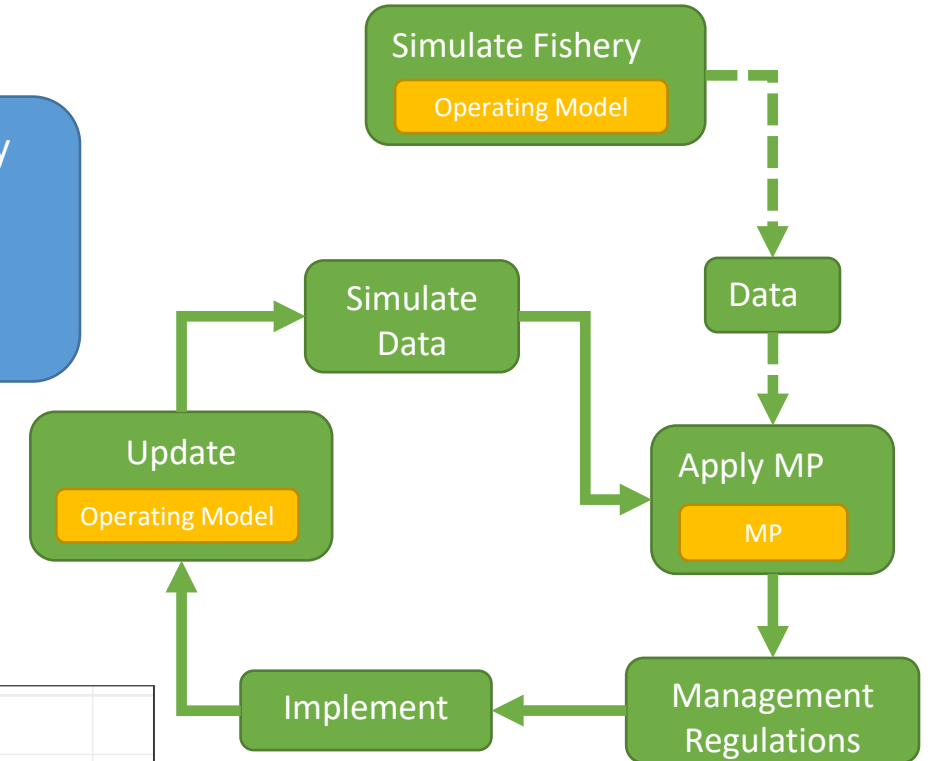 Simulate Fishery
Operating Model
y
Simulate
Data
Data
Update
Operating Model
Apply MP
MP
Implement
Management
Regulations